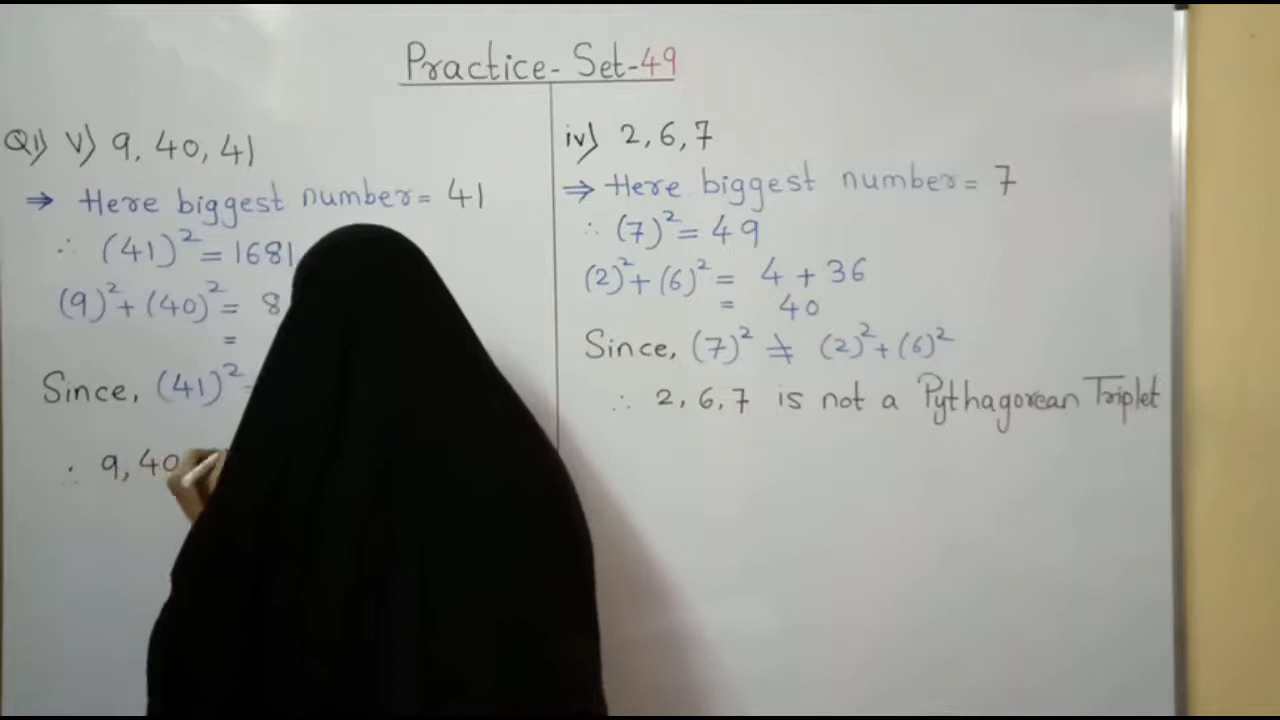 Practice-Set-49
Q1) V) 9, 40, 41
⇒ Here biggest number = 41
∴ (41)² = 1681
(9)² + (40)² = 8
=
Since, (41)²
∴ 9, 40
iv) 2, 6, 7
⇒ Here biggest number = 7
∴ (7)² = 49
(2)² + (6)² = 4 + 36
= 40
Since, (7)² ≠ (2)² + (6)²
∴ 2, 6, 7 is not a Pythagorean Triplet